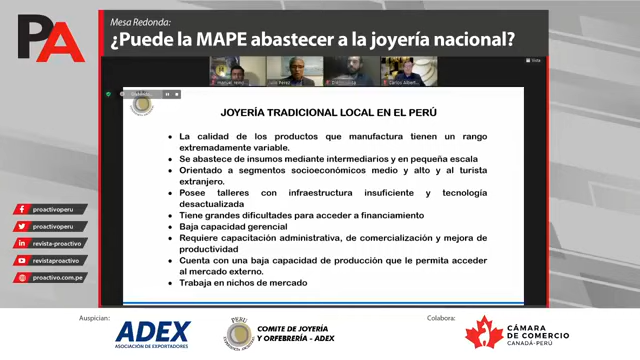 PA
Mesa Redonda:
¿Puede la MAPE abastecer a la joyería nacional?
JOYERÍA TRADICIONAL LOCAL EN EL PERÚ
• La calidad de los productos que manufactura tienen un rango
extremadamente variable.
• Se abastece de insumos mediante intermediarios y en pequeña escala
• Orientado a segmentos socioeconómicos medio y alto y al turista
extranjero.
• Posee talleres con infraestructura insuficiente y tecnología
desactualizada
• Tiene grandes dificultades para acceder a financiamiento
• Baja capacidad gerencial
• Requiere capacitación administrativa, de comercialización y mejora de
productividad
• Cuenta con una baja capacidad de producción que le permita acceder
al mercado externo.
• Trabaja en nichos de mercado
proactivoperu
proactivoperu
revista-proactivo
revistaproactivo
proactivo.com.pe
Auspician:
ADEX
ASOCIACIÓN DE EXPORTADORES
PERU
COMITE DE JOYERÍA
Y ORFEBRERÍA - ADEX
Colabora:
CÁMARA
DE COMERCIO
CANADÁ-PERÚ